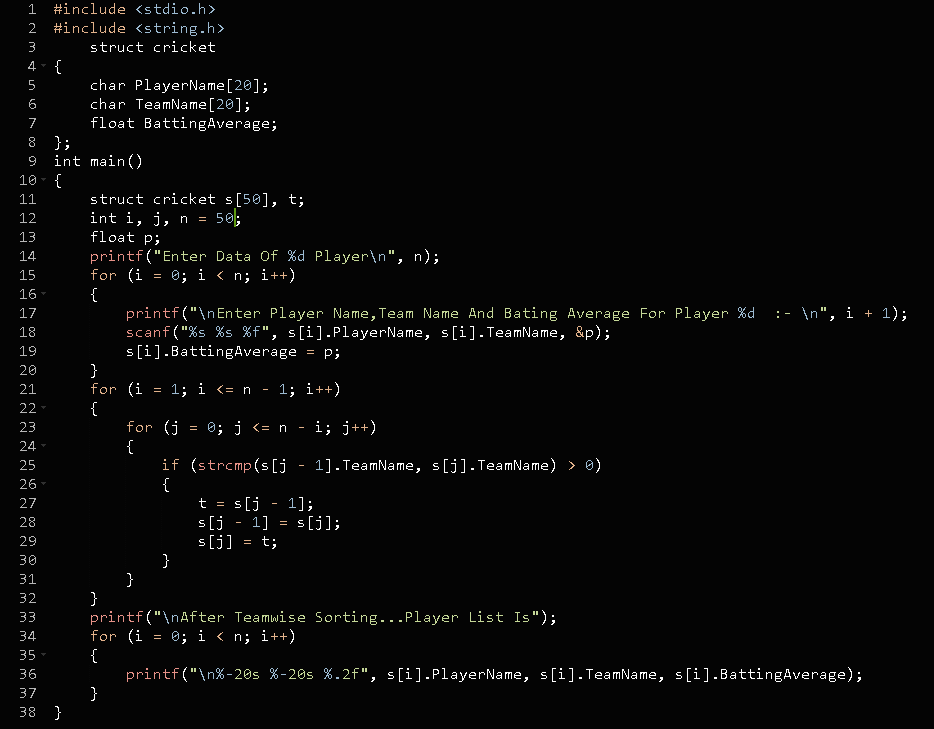 1 #include <stdio.h>
2 #include <string.h>
3     struct cricket
4 {
5     char PlayerName[20];
6     char TeamName[20];
7     float BattingAverage;
8 };
9 int main()
10 {
11     struct cricket s[50], t;
12     int i, j, n = 50;
13     float p;
14     printf("Enter Data Of %d Player\n", n);
15     for (i = 0; i < n; i++)
16     {
17         printf("\nEnter Player Name,Team Name And Bating Average For Player %d  :- \n", i + 1);
18         scanf("%s %s %f", s[i].PlayerName, s[i].TeamName, &p);
19         s[i].BattingAverage = p;
20     }
21     for (i = 1; i <= n - 1; i++)
22     {
23         for (j = 0; j <= n - i; j++)
24         {
25             if (strcmp(s[j - 1].TeamName, s[j].TeamName) > 0)
26             {
27                 t = s[j - 1];
28                 s[j - 1] = s[j];
29                 s[j] = t;
30             }
31         }
32     }
33     printf("\nAfter Teamwise Sorting...Player List Is");
34     for (i = 0; i < n; i++)
35     {
36         printf("\n%-20s %-20s %.2f", s[i].PlayerName, s[i].TeamName, s[i].BattingAverage);
37     }
38 }